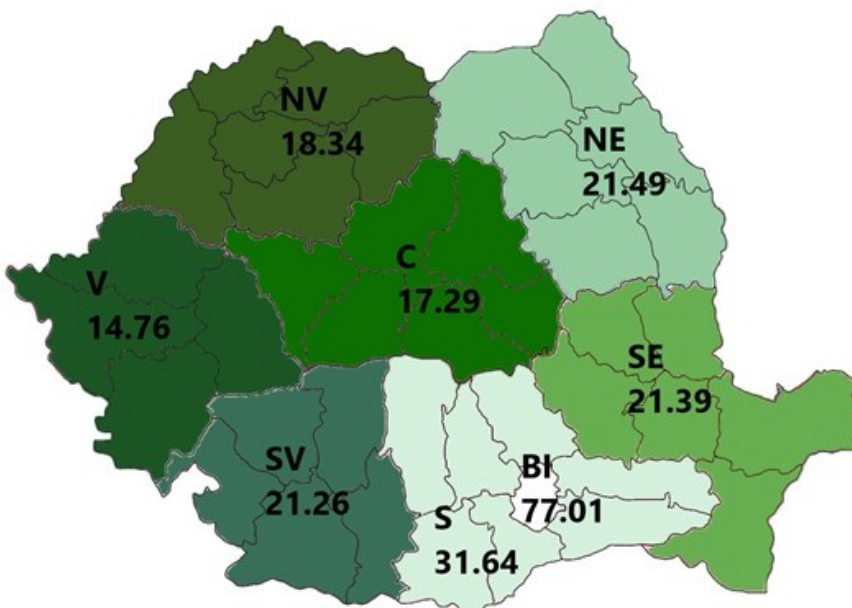 NV
18.34
NE
21.49
C
17.29
V
14.76
SE
21.39
SV
21.26
BI
77.01
S
31.64